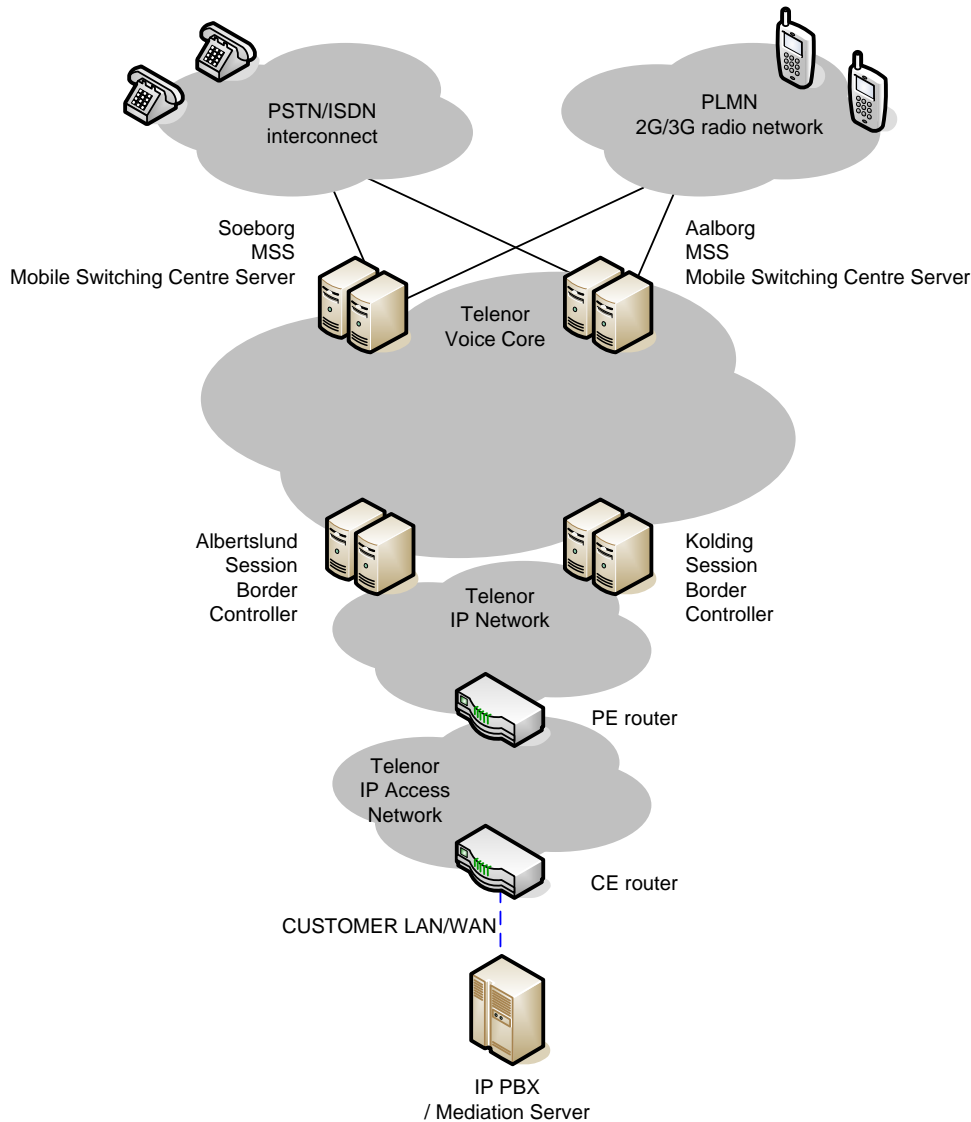 PSTN/ISDN
interconnect
PLMN
2G/3G radio network
Soeborg
MSS
Mobile Switching Centre Server
Aalborg
MSS
Mobile Switching Centre Server
Telenor
Voice Core
Albertslund
Session
Border
Controller
Kolding
Session
Border
Controller
Telenor
IP Network
PE router
Telenor
IP Access
Network
CE router
CUSTOMER LAN/WAN
IP PBX
/ Mediation Server